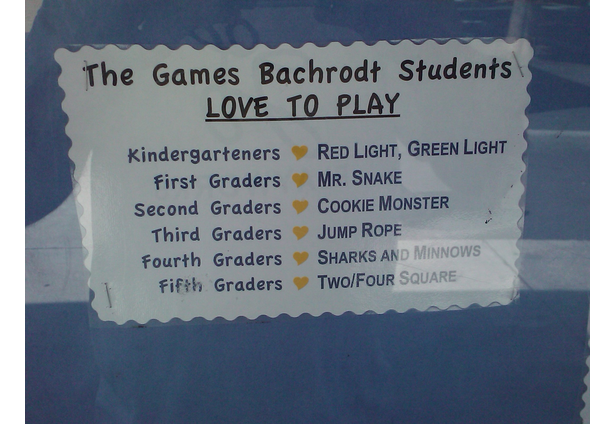 The Games Bachrodt Students
LOVE TO PLAY
Kindergarteners RED LIGHT, GREEN LIGHT
First Graders MR. SNAKE
Second Graders COOKIE MONSTER
Third Graders JUMP ROPE
Fourth Graders SHARKS AND MINNOWS
Fifth Graders TWO/FOUR SQUARE